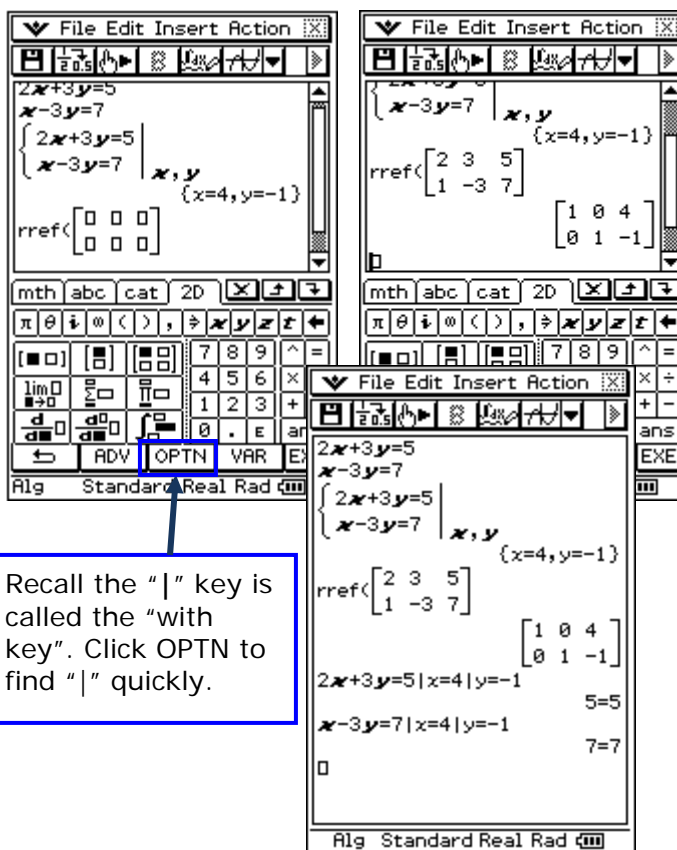 File Edit Insert Action
2x+3y=5
x-3y=7
{2x+3y=5
x-3y=7 | x,y
{x=4,y=-1}
rref([□ □ □
□ □ □]
mth abc cat 2D
π θ i ∞ ( ) , ⇒ x y z t
7 8 9 ^ =
lim 4 5 6 ×
Σ Π
1 2 3 +
d d 0 . E
ADV OPTN VAR
Alg Standard Real Rad
File Edit Insert Action
x-3y=7 | x,y
{x=4,y=-1}
rref([2 3 5
1 -3 7]
[1 0 4
0 1 -1]
mth abc cat 2D
π θ i ∞ ( ) , ⇒ x y z t
7 8 9 ^ =
× ÷
+ -
ans
EXE
Recall the "|" key is
called the "with
key". Click OPTN to
find "|" quickly.
File Edit Insert Action
2x+3y=5
x-3y=7
{2x+3y=5
x-3y=7 | x,y
{x=4,y=-1}
rref([2 3 5
1 -3 7]
[1 0 4
0 1 -1]
2x+3y=5|x=4|y=-1
5=5
x-3y=7|x=4|y=-1
7=7
Alg Standard Real Rad